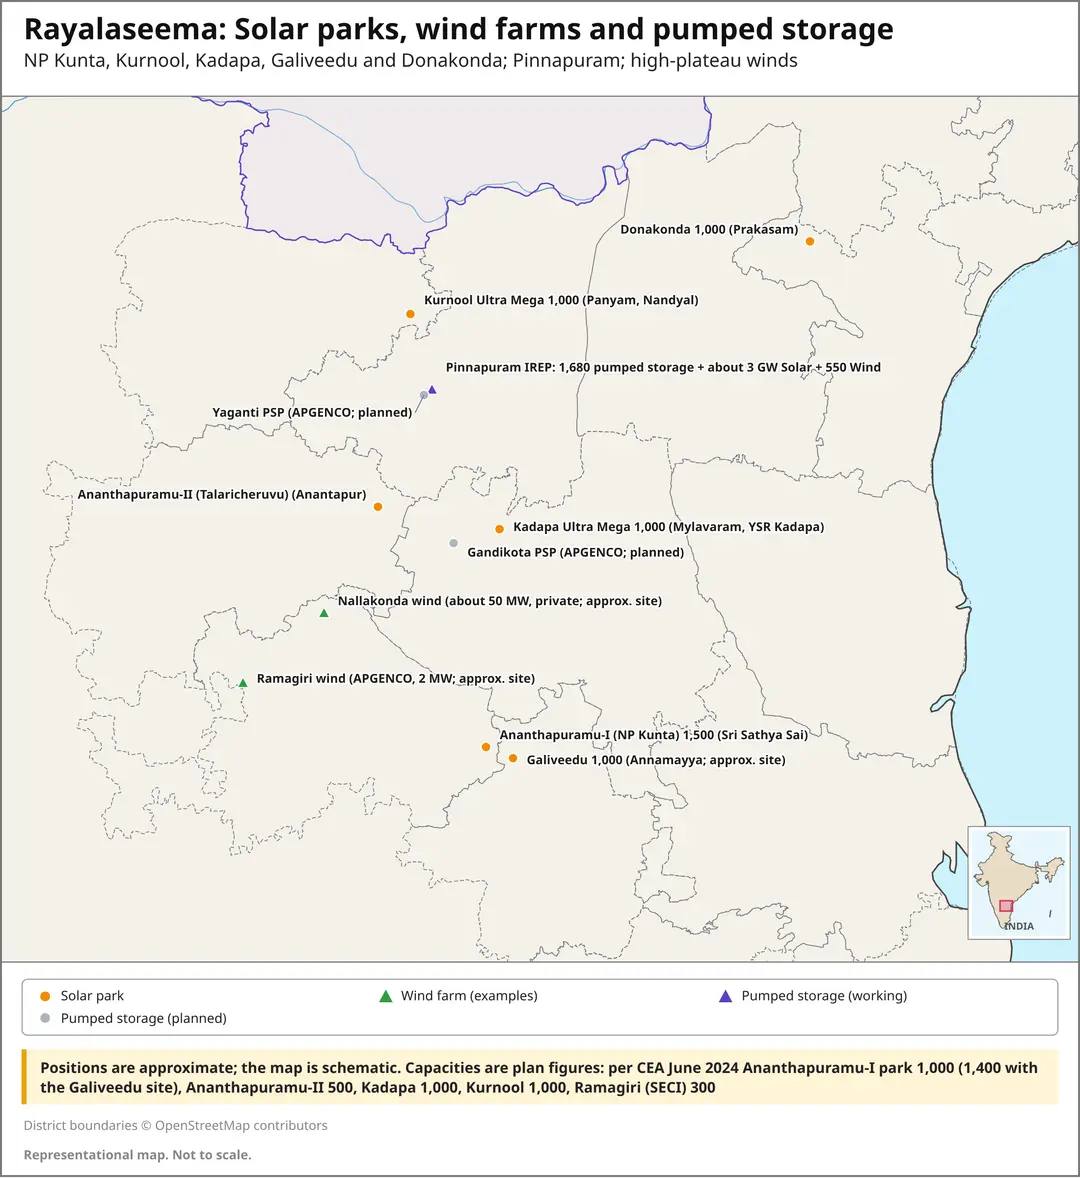 Rayalaseema: Solar parks, wind farms and pumped storage
NP Kunta, Kurnool, Kadapa, Galiveedu and Donakonda; Pinnapuram; high-plateau winds
Donakonda 1,000 (Prakasam)
Kurnool Ultra Mega 1,000 (Panyam, Nandyal)
Pinnapuram IREP: 1,680 pumped storage + about 3 GW Solar + 550 Wind
Yaganti PSP (APGENCO; planned)
Ananthapuramu-II (Talaricheruvu) (Anantapur)
Kadapa Ultra Mega 1,000 (Mylavaram, YSR Kadapa)
Gandikota PSP (APGENCO; planned)
Nallakonda wind (about 50 MW, private; approx. site)
Ramagiri wind (APGENCO, 2 MW; approx. site)
Ananthapuramu-I (NP Kunta) 1,500 (Sri Sathya Sai)
Galiveedu 1,000 (Annamayya; approx. site)
INDIA
Solar park
Wind farm (examples)
Pumped storage (working)
Pumped storage (planned)
Positions are approximate; the map is schematic. Capacities are plan figures: per CEA June 2024 Ananthapuramu-I park 1,000 (1,400 with
the Galiveedu site), Ananthapuramu-II 500, Kadapa 1,000, Kurnool 1,000, Ramagiri (SECI) 300
District boundaries © OpenStreetMap contributors
Representational map. Not to scale.